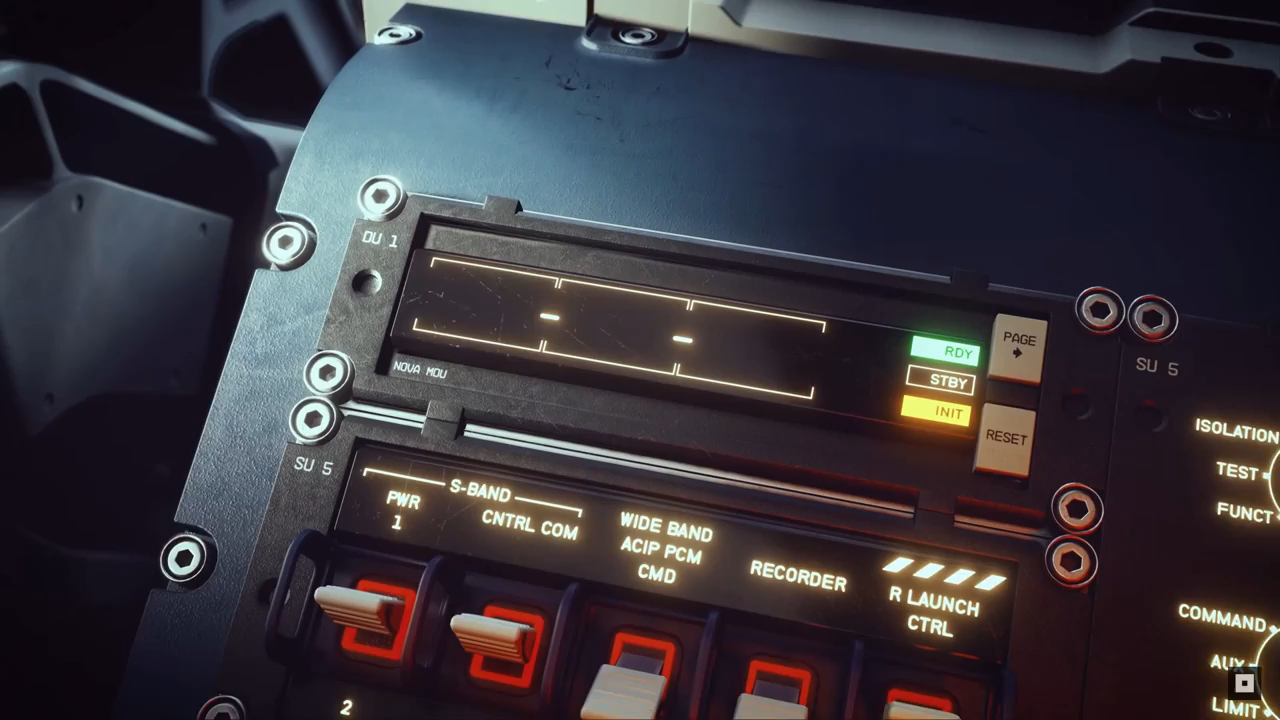 DU 1
NOVA MOU
RDY
STBY
INIT
PAGE
RESET
SU 5
S-BAND
PWR
1
CNTRL COM
WIDE BAND
ACIP PCM
CMD
RECORDER
R LAUNCH
CTRL
2
SU 5
ISOLATION
TEST
FUNCT
COMMAND
AUX
LIMIT